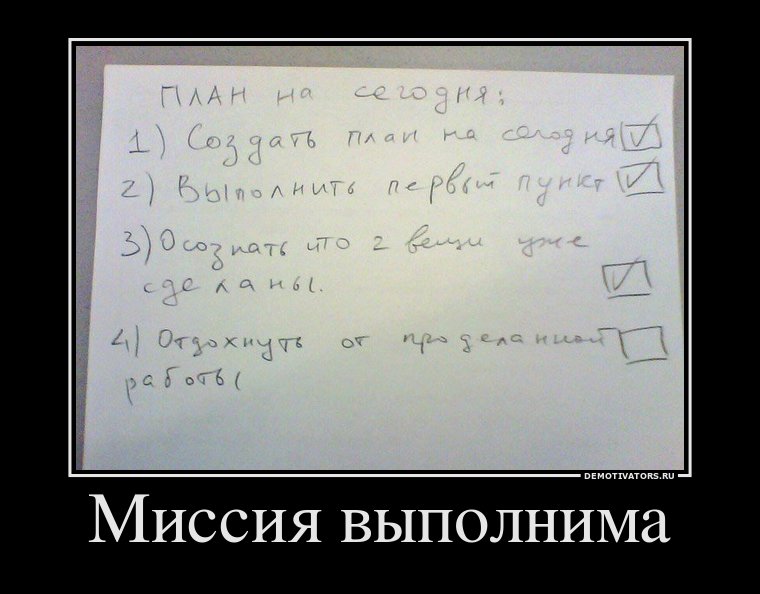 ПЛАН на сегодня:
1) Создать план на сегодня
2) Выполнить первый пункт
3) Осознать что 2 вещи уже
сделаны.
4) Отдохнуть от проделанной
работы
DEMOTIVATORS.RU
Миссия выполнима